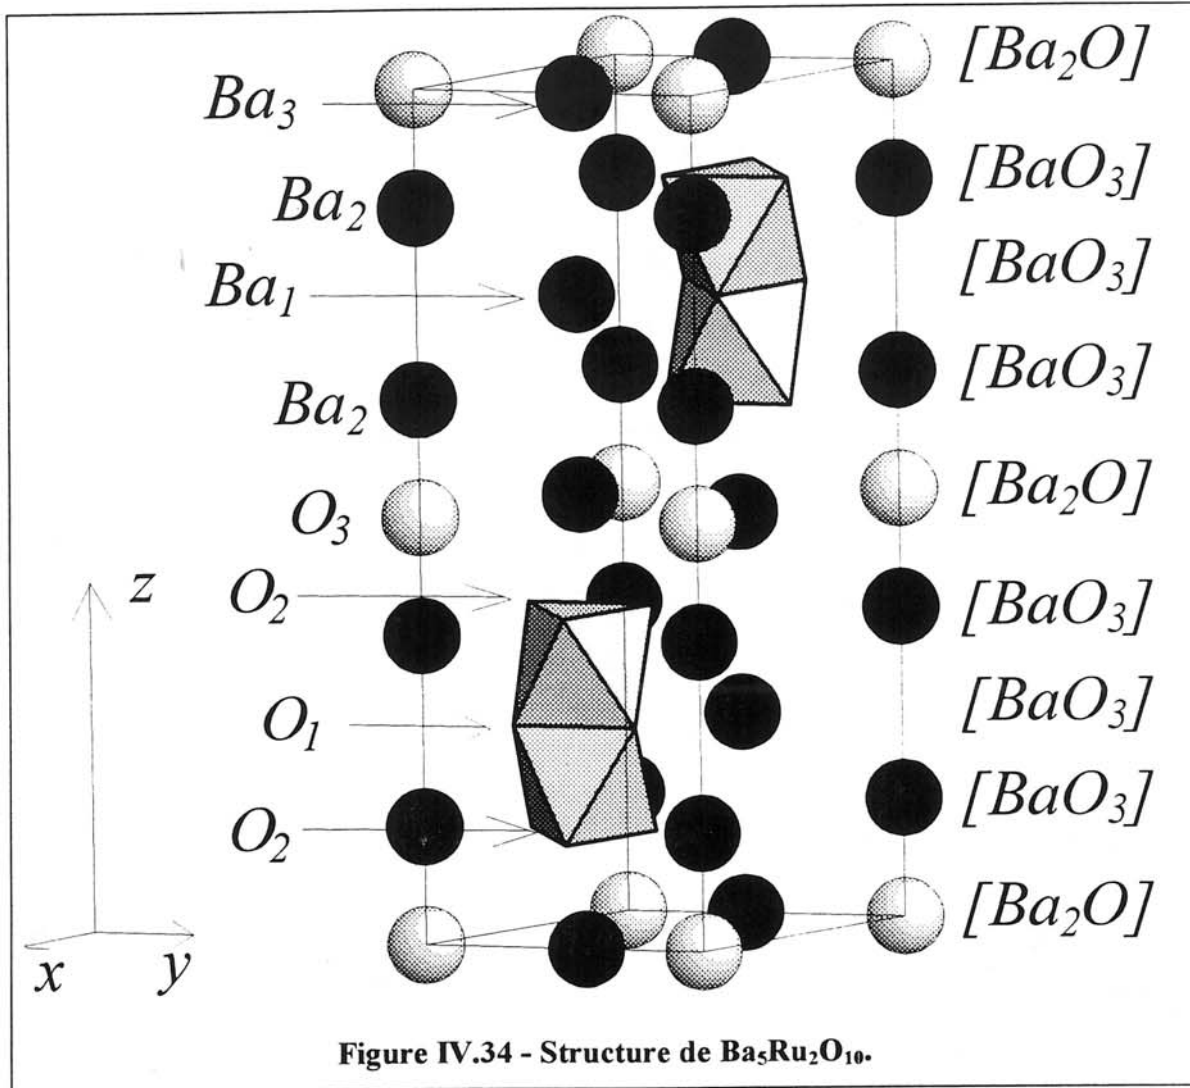 [Ba₂O]
Ba₃
[BaO₃]
Ba₂
[BaO₃]
Ba₁
[BaO₃]
Ba₂
[Ba₂O]
O₃
z
O₂
[BaO₃]
O₁
[BaO₃]
[BaO₃]
O₂
[Ba₂O]
x
y
Figure IV.34 - Structure de Ba₅Ru₂O₁₀.